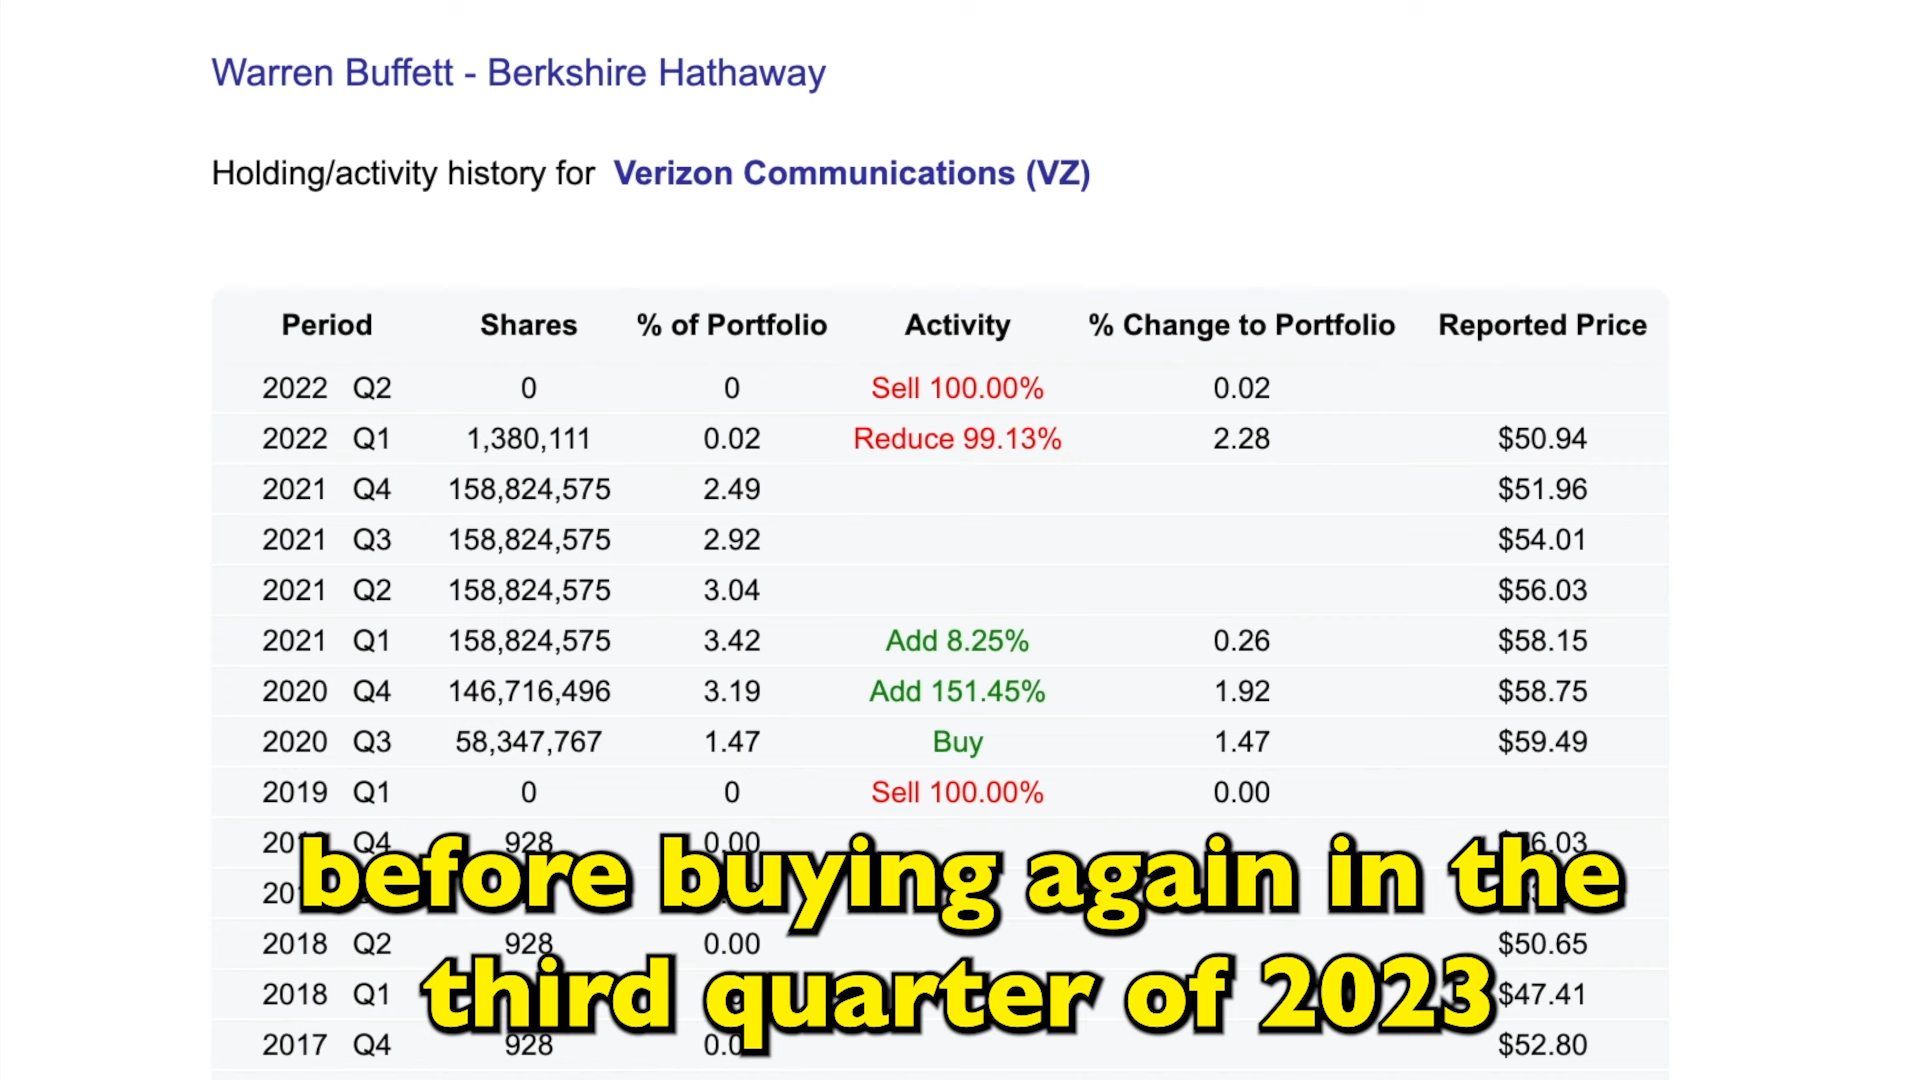 Warren Buffett - Berkshire Hathaway
Holding/activity history for Verizon Communications (VZ)
Period Shares % of Portfolio Activity % Change to Portfolio Reported Price
2022 Q2 0 0 Sell 100.00% 0.02
2022 Q1 1,380,111 0.02 Reduce 99.13% 2.28 $50.94
2021 Q4 158,824,575 2.49 $51.96
2021 Q3 158,824,575 2.92 $54.01
2021 Q2 158,824,575 3.04 $56.03
2021 Q1 158,824,575 3.42 Add 8.25% 0.26 $58.15
2020 Q4 146,716,496 3.19 Add 151.45% 1.92 $58.75
2020 Q3 58,347,767 1.47 Buy 1.47 $59.49
2019 Q1 0 0 Sell 100.00% 0.00
Q4 928 0.00
before buying again in the
2018 Q2 928 0.00 $50.65
2018 Q1 $47.41
third quarter of 2023
2017 Q4 928 $52.80